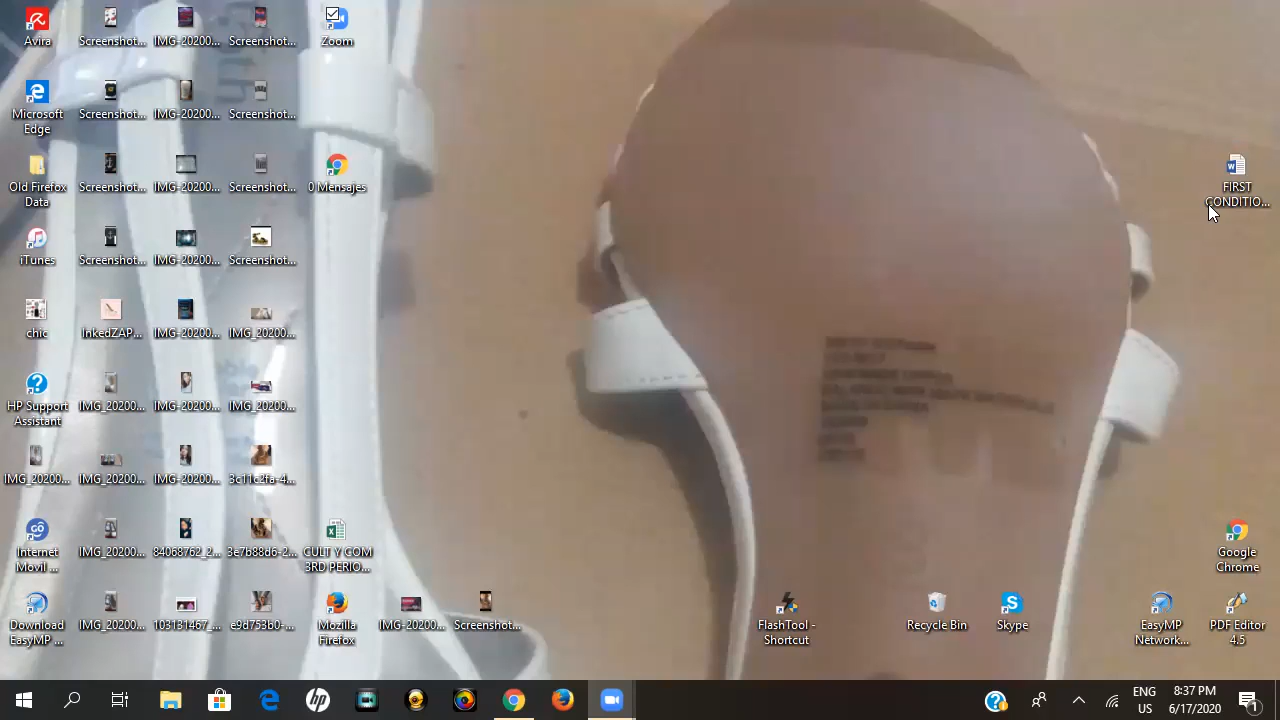 Avira
Screenshot...
IMG-20200...
Screenshot...
Zoom
Microsoft
Edge
Screenshot...
IMG-20200...
Screenshot...
Old Firefox
Data
Screenshot...
IMG-20200...
Screenshot...
0 Mensajes
FIRST
CONDITIO...
iTunes
Screenshot...
IMG-20200...
Screenshot...
chic
InkedZAP...
IMG-20200...
IMG_20200...
HP Support
Assistant
IMG_20200...
IMG-20200...
IMG_20200...
IMG_20200...
IMG_20200...
IMG-20200...
3c11c2fa-4...
Internet
Movil ...
IMG_20200...
84068762_2...
3e7b88d6-2...
CULT Y COM
3RD PERIO...
Google
Chrome
Download
EasyMP ...
IMG_20200...
103131467_...
e9d753b0-...
Mozilla
Firefox
IMG-20200...
Screenshot...
FlashTool -
Shortcut
Recycle Bin
Skype
EasyMP
Network...
PDF Editor
4.5
ENG
US
8:37 PM
6/17/2020
1